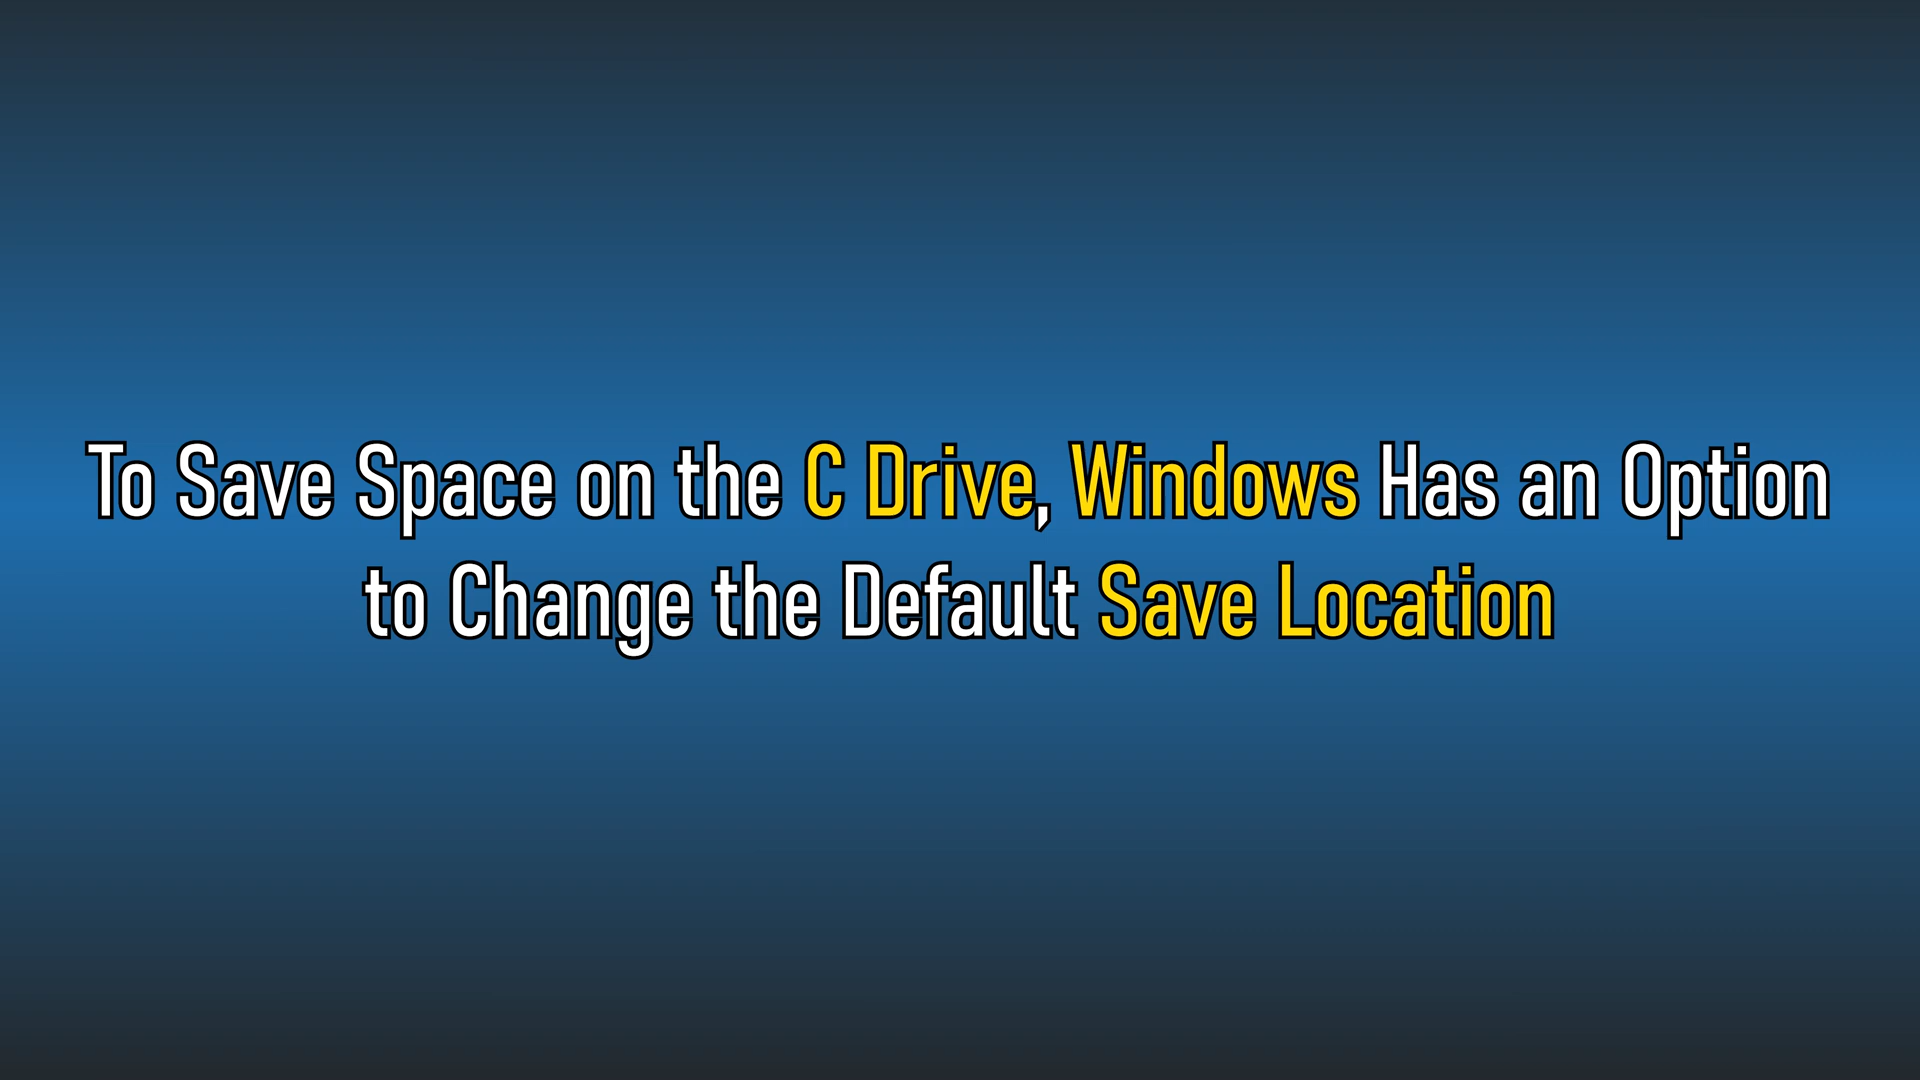 To Save Space on the C Drive, Windows Has an Option
to Change the Default Save Location